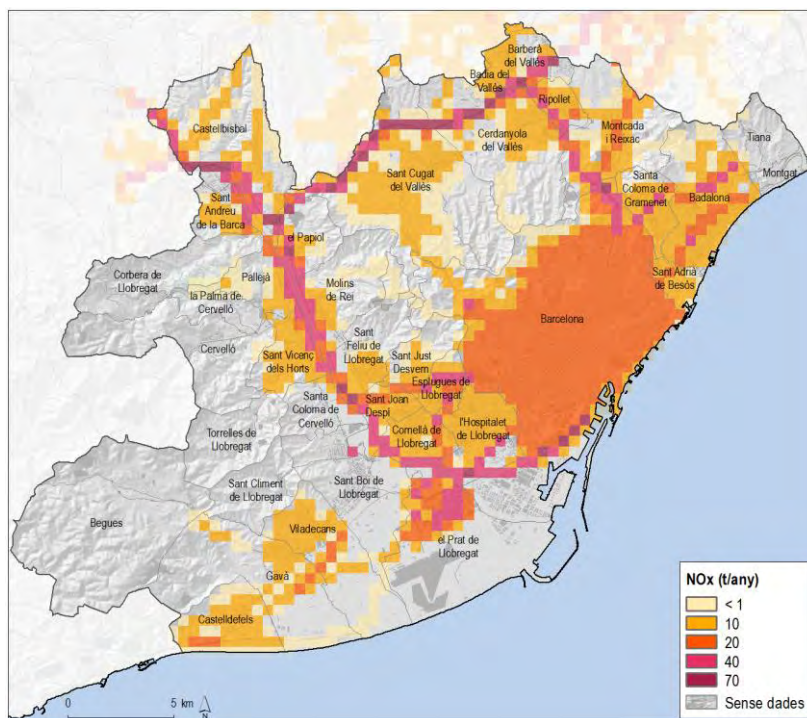 Barberà
del Vallès
Badia del
Vallès
Ripollet
Castellbisbal
Cerdanyola
del Vallès
Montcada
i Reixac
Tiana
Montgat
Sant Cugat
del Vallès
Santa
Coloma de
Gramenet
Badalona
Sant
Andreu
de la Barca
el Papiol
Corbera de
Llobregat
Pallejà
la Palma de
Cervelló
Molins
de Rei
Sant Adrià
de Besós
Barcelona
Cervelló
Sant Vicenç
dels Horts
Sant
Feliu de
Llobregat
Sant Just
Desvern
Esplugues de
Llobregat
Santa
Coloma de
Cervelló
Sant Joan
Despí
Cornellà de
Llobregat
l'Hospitalet
de Llobregat
Torrelles de
Llobregat
Sant Climent
de Llobregat
Sant Boi de
Llobregat
Begues
Viladecans
el Prat de
Llobregat
Gavà
Castelldefels
NOx (t/any)
< 1
10
20
40
70
Sense dades
0 5 km
N